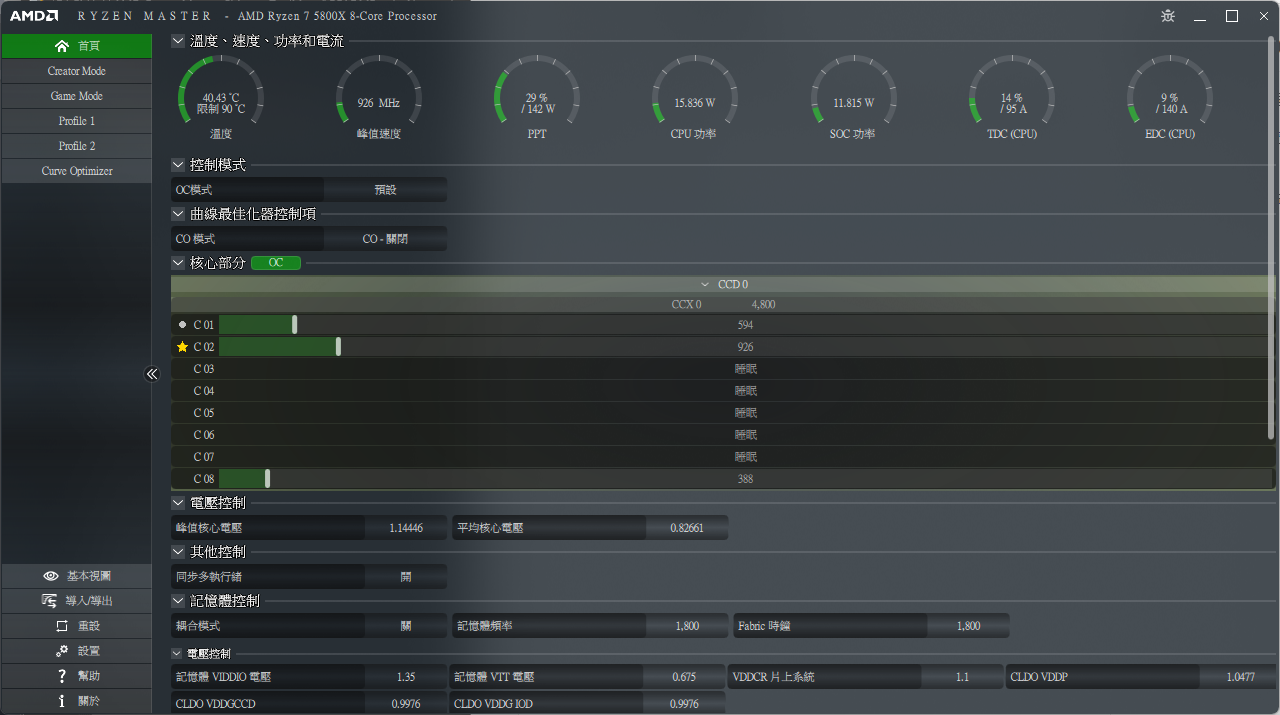 AMD RYZEN MASTER - AMD Ryzen 7 5800X 8-Core Processor
首頁
Creator Mode
Game Mode
Profile 1
Profile 2
Curve Optimizer
基本視圖
導入/導出
重設
設置
幫助
關於
溫度、速度、功率和電流
40.43 °C
限制 90 °C
溫度
926 MHz
峰值速度
29 %
/ 142 W
PPT
15.836 W
CPU 功率
11.815 W
SOC 功率
14 %
/ 95 A
TDC (CPU)
9 %
/ 140 A
EDC (CPU)
控制模式
OC模式 預設
曲線最佳化器控制項
CO 模式 CO - 關閉
核心部分 OC
CCD 0
CCX 0 4,800
C 01 594
C 02 926
C 03 睡眠
C 04 睡眠
C 05 睡眠
C 06 睡眠
C 07 睡眠
C 08 388
電壓控制
峰值核心電壓 1.14446 平均核心電壓 0.82661
其他控制
同步多執行緒 開
記憶體控制
耦合模式 關 記憶體頻率 1,800 Fabric 時鐘 1,800
電壓控制
記憶體 VIDDIO 電壓 1.35 記憶體 VTT 電壓 0.675 VDDCR 片上系統 1.1 CLDO VDDP 1.0477
CLDO VDDGCCD 0.9976 CLDO VDDG IOD 0.9976